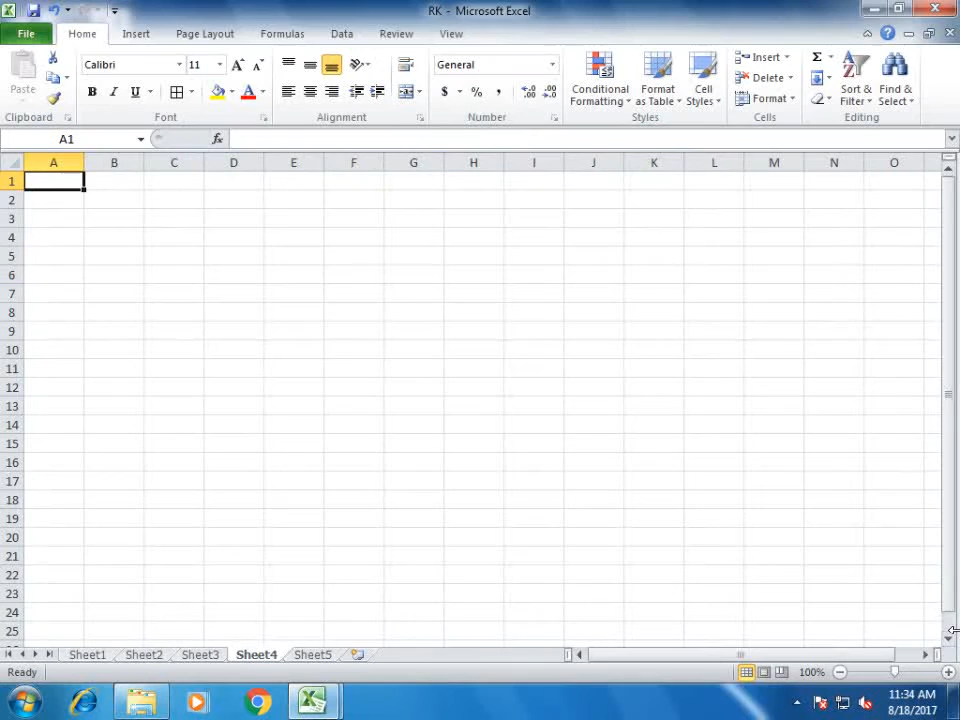 RK - Microsoft Excel
File Home Insert Page Layout Formulas Data Review View
Paste
Calibri 11 A A
General
Conditional Formatting
Format as Table
Cell Styles
Insert
Delete
Format
Σ
Sort & Filter
Find & Select
B I U A
$ % ,
Clipboard Font Alignment Number Styles Cells Editing
A1 fx
A B C D E F G H I J K L M N O
1
2
3
4
5
6
7
8
9
10
11
12
13
14
15
16
17
18
19
20
21
22
23
24
25
Sheet1 Sheet2 Sheet3 Sheet4 Sheet5
Ready 100%
11:34 AM
8/18/2017